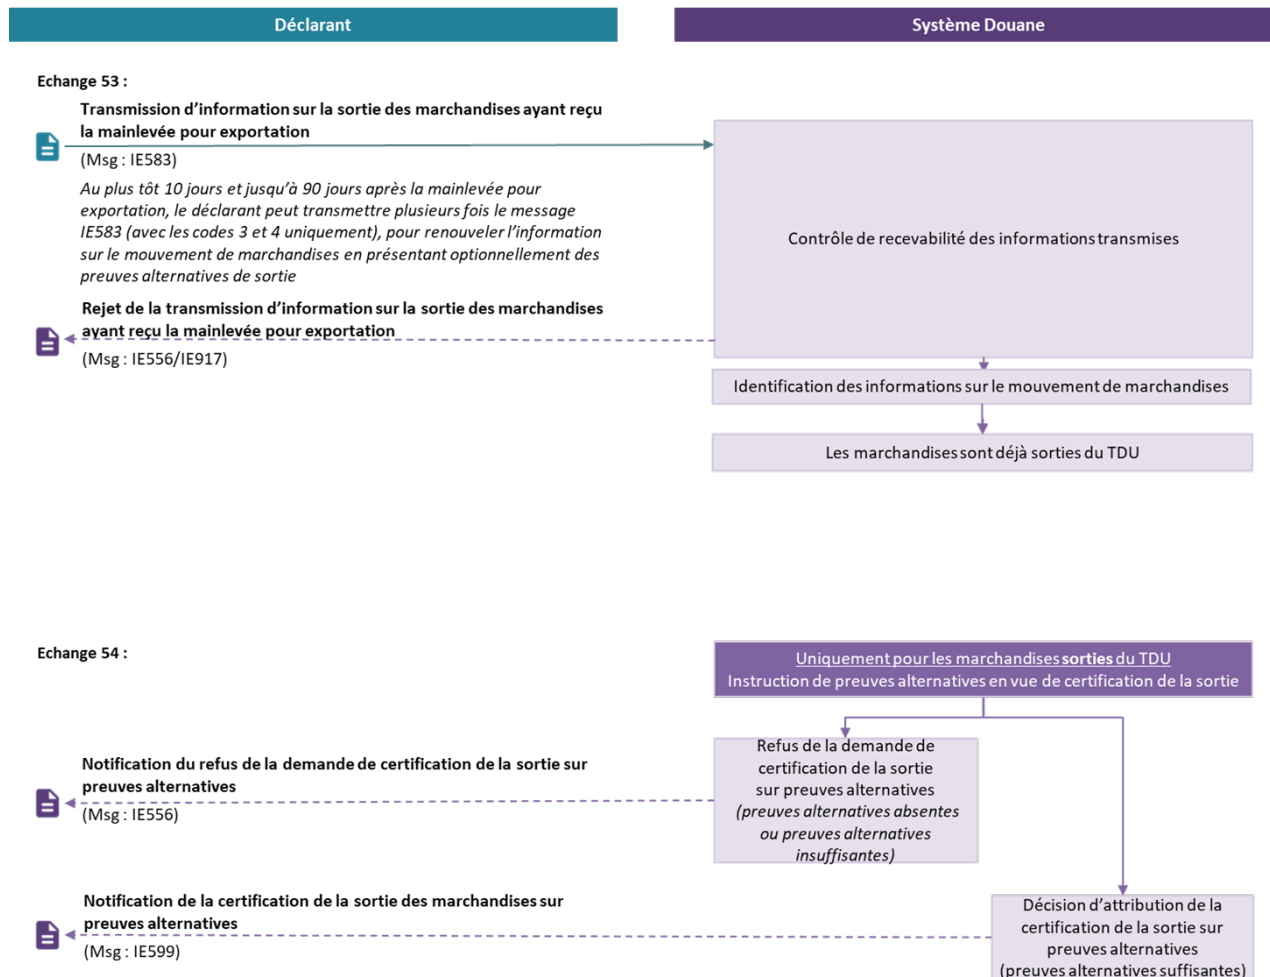 Déclarant
Système Douane
Echange 53 :
Transmission d'information sur la sortie des marchandises ayant reçu
la mainlevée pour exportation
(Msg : IE583)
Au plus tôt 10 jours et jusqu'à 90 jours après la mainlevée pour
exportation, le déclarant peut transmettre plusieurs fois le message
IE583 (avec les codes 3 et 4 uniquement), pour renouveler l'information
sur le mouvement de marchandises en présentant optionnellement des
preuves alternatives de sortie
Contrôle de recevabilité des informations transmises
Rejet de la transmission d'information sur la sortie des marchandises
ayant reçu la mainlevée pour exportation
(Msg : IE556/IE917)
Identification des informations sur le mouvement de marchandises
Les marchandises sont déjà sorties du TDU
Echange 54 :
Uniquement pour les marchandises sorties du TDU
Instruction de preuves alternatives en vue de certification de la sortie
Notification du refus de la demande de certification de la sortie sur
preuves alternatives
(Msg : IE556)
Refus de la demande de
certification de la sortie
sur preuves alternatives
(preuves alternatives absentes
ou preuves alternatives
insuffisantes)
Notification de la certification de la sortie des marchandises sur
preuves alternatives
(Msg : IE599)
Décision d'attribution de la
certification de la sortie sur
preuves alternatives
(preuves alternatives suffisantes)